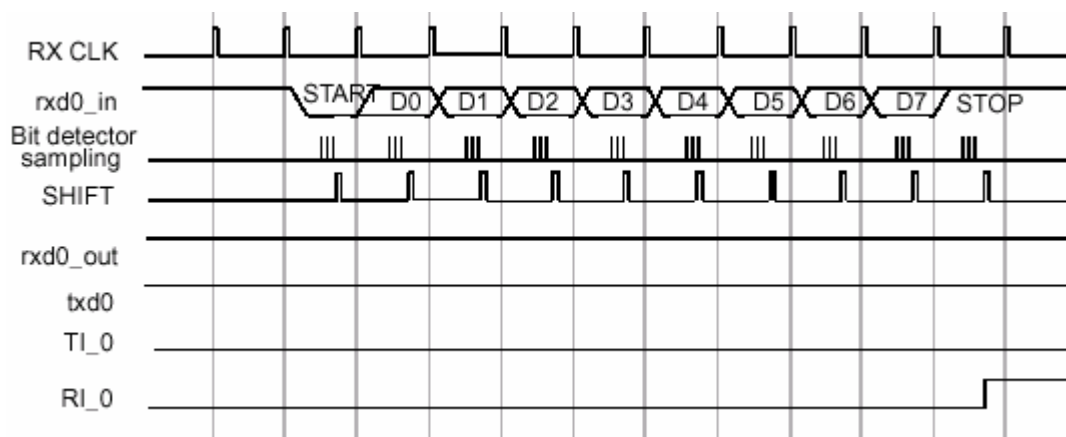 RX CLK
rxd0_in START D0 D1 D2 D3 D4 D5 D6 D7 STOP
Bit detector
sampling
SHIFT
rxd0_out
txd0
TI_0
RI_0